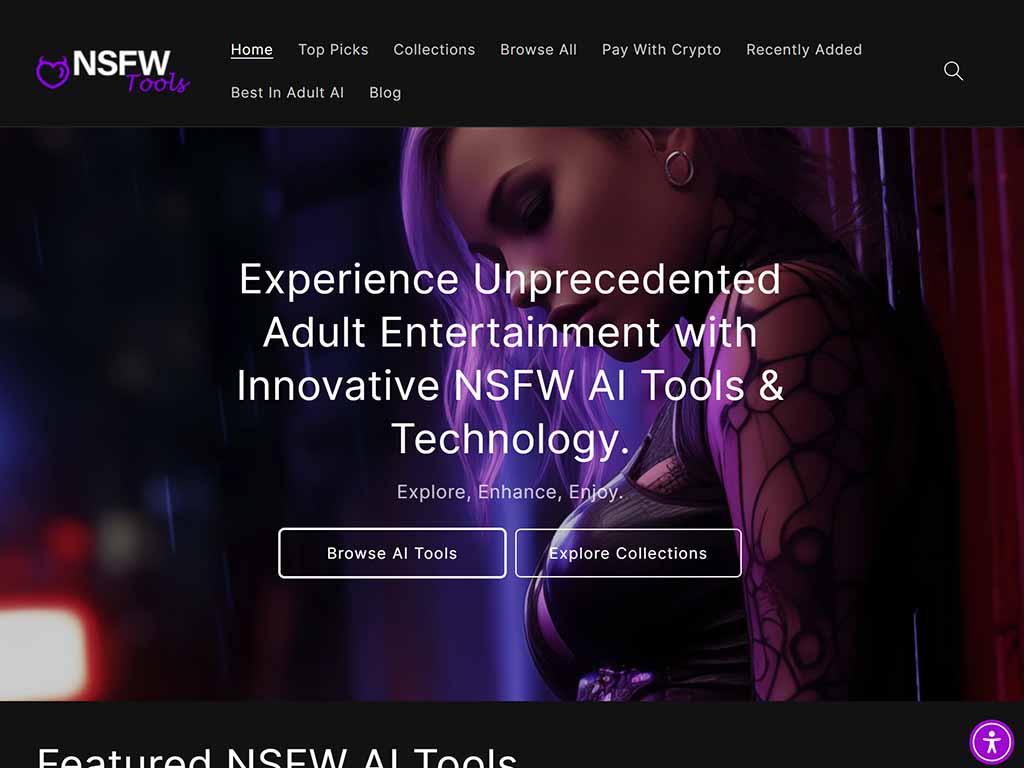 NSFW
Tools
Home Top Picks Collections Browse All Pay With Crypto Recently Added
Best In Adult AI Blog
Experience Unprecedented
Adult Entertainment with
Innovative NSFW AI Tools &
Technology.
Explore, Enhance, Enjoy.
Browse AI Tools Explore Collections
Featured NSFW AI Tools